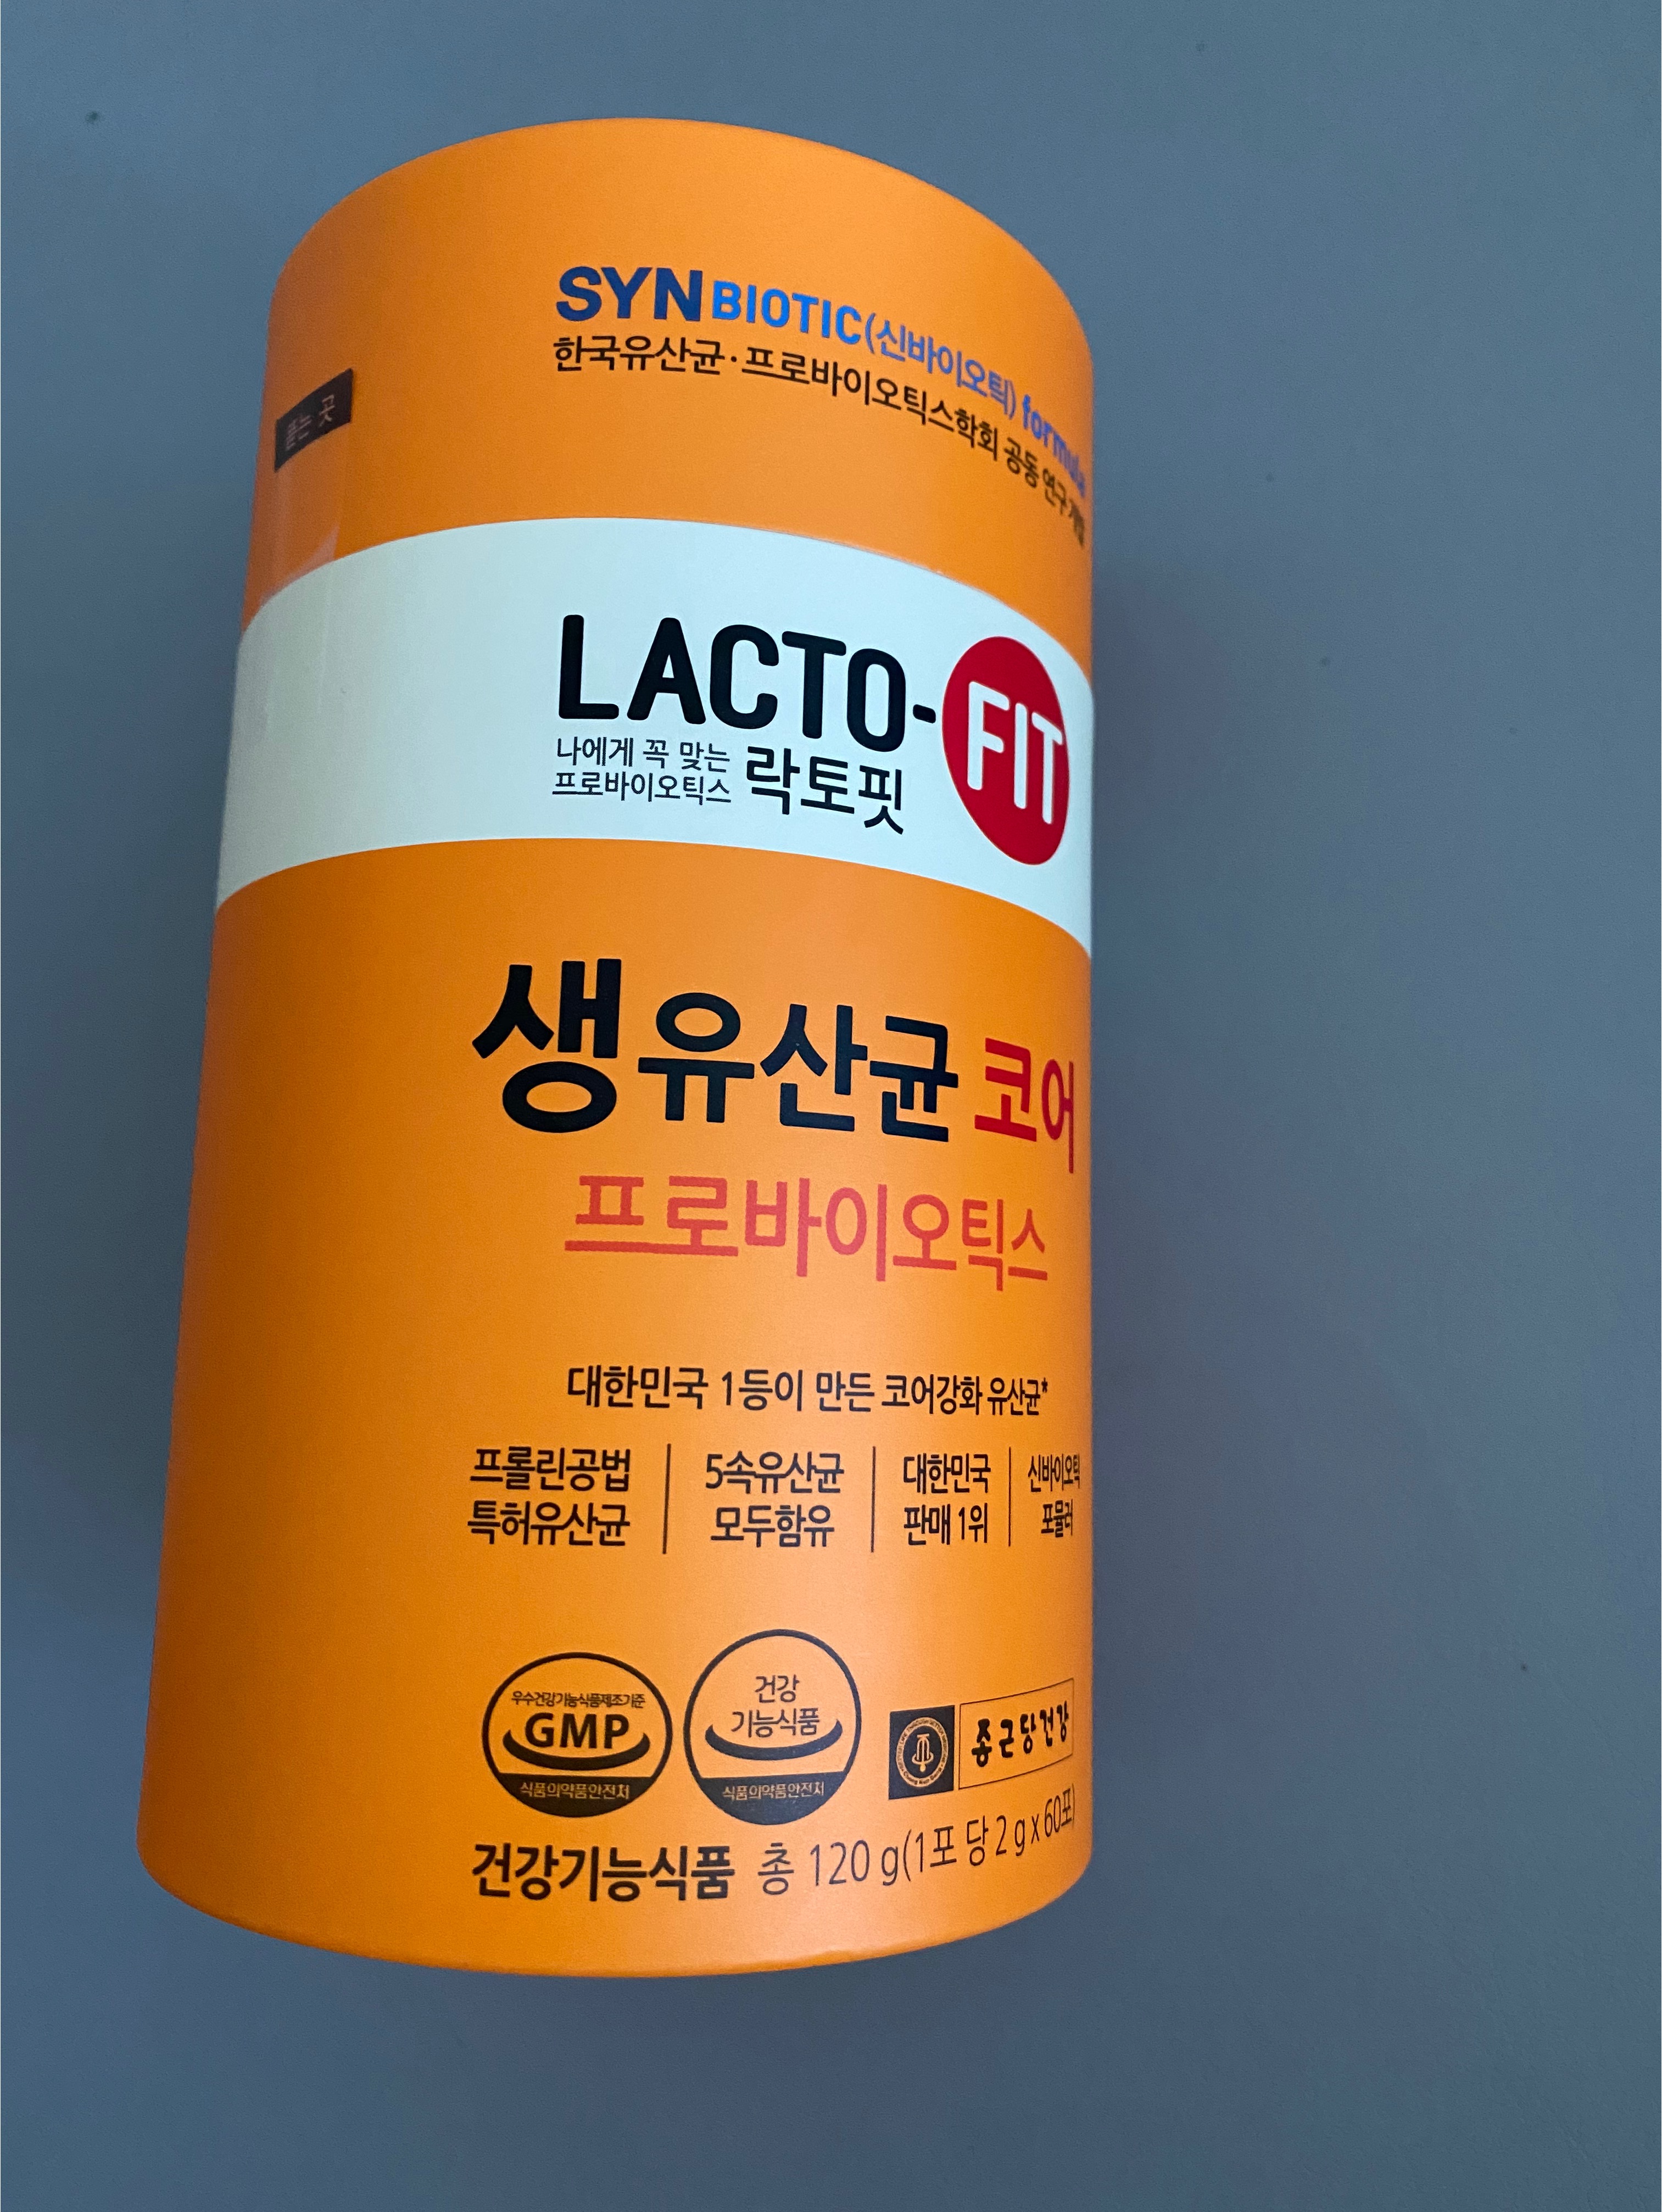 SYNBIOTIC(신바이오틱) formula
한국유산균·프로바이오틱스학회 공동 연구 개발
뜯는 곳
LACTO-FIT
나에게 꼭 맞는
프로바이오틱스 락토핏
생유산균 코어
프로바이오틱스
대한민국 1등이 만든 코어강화 유산균*
프롤린공법
특허유산균
5속유산균
모두함유
대한민국
판매 1위
신바이오틱
포뮬러
우수건강기능식품제조기준
GMP
식품의약품안전처
건강
기능식품
식품의약품안전처
종근당건강
건강기능식품 총 120 g(1포 당 2 g x 60포)